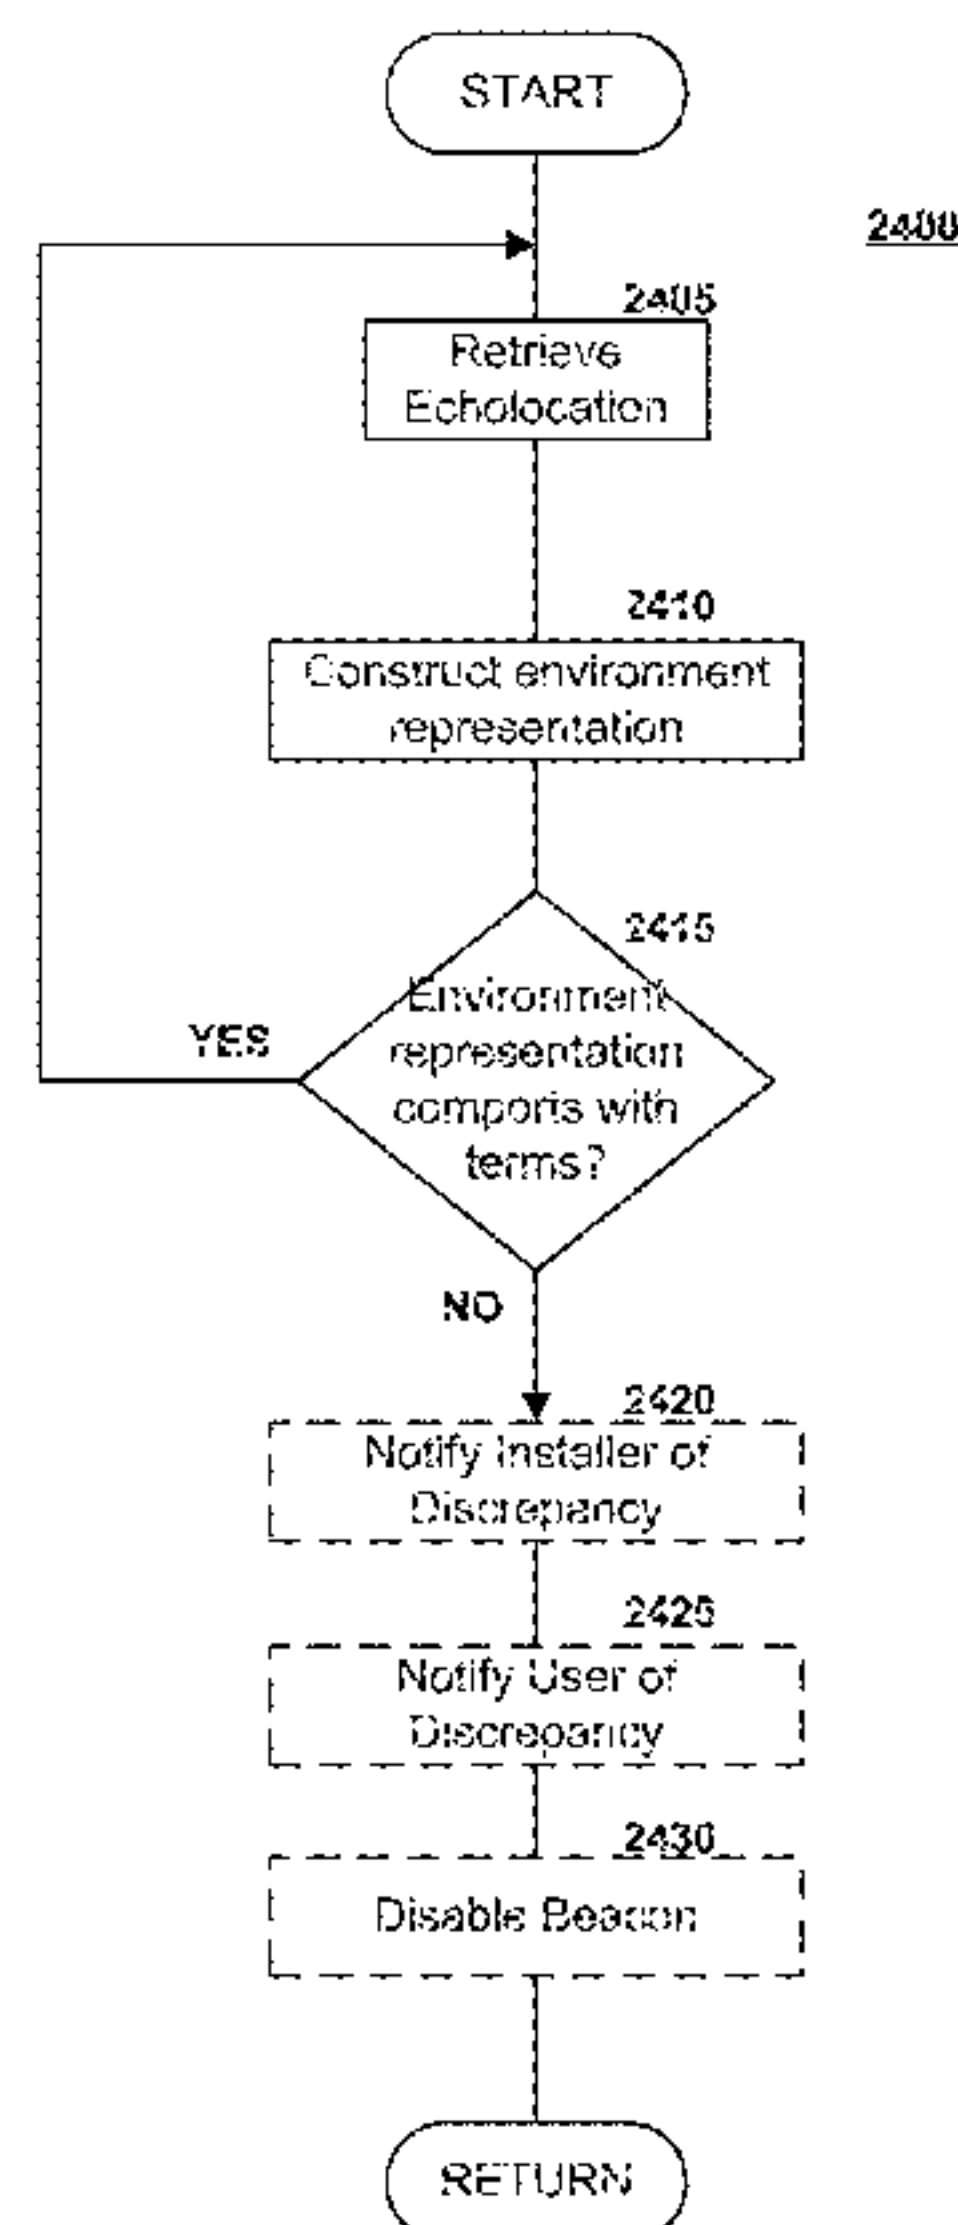 START
2400
2405
Retrieve
Echolocation
2410
Construct environment
representation
2415
Environment
representation
comports with
terms?
YES
NO
2420
Notify Installer of
Discrepancy
2425
Notify User of
Discrepancy
2430
Disable Beacon
RETURN